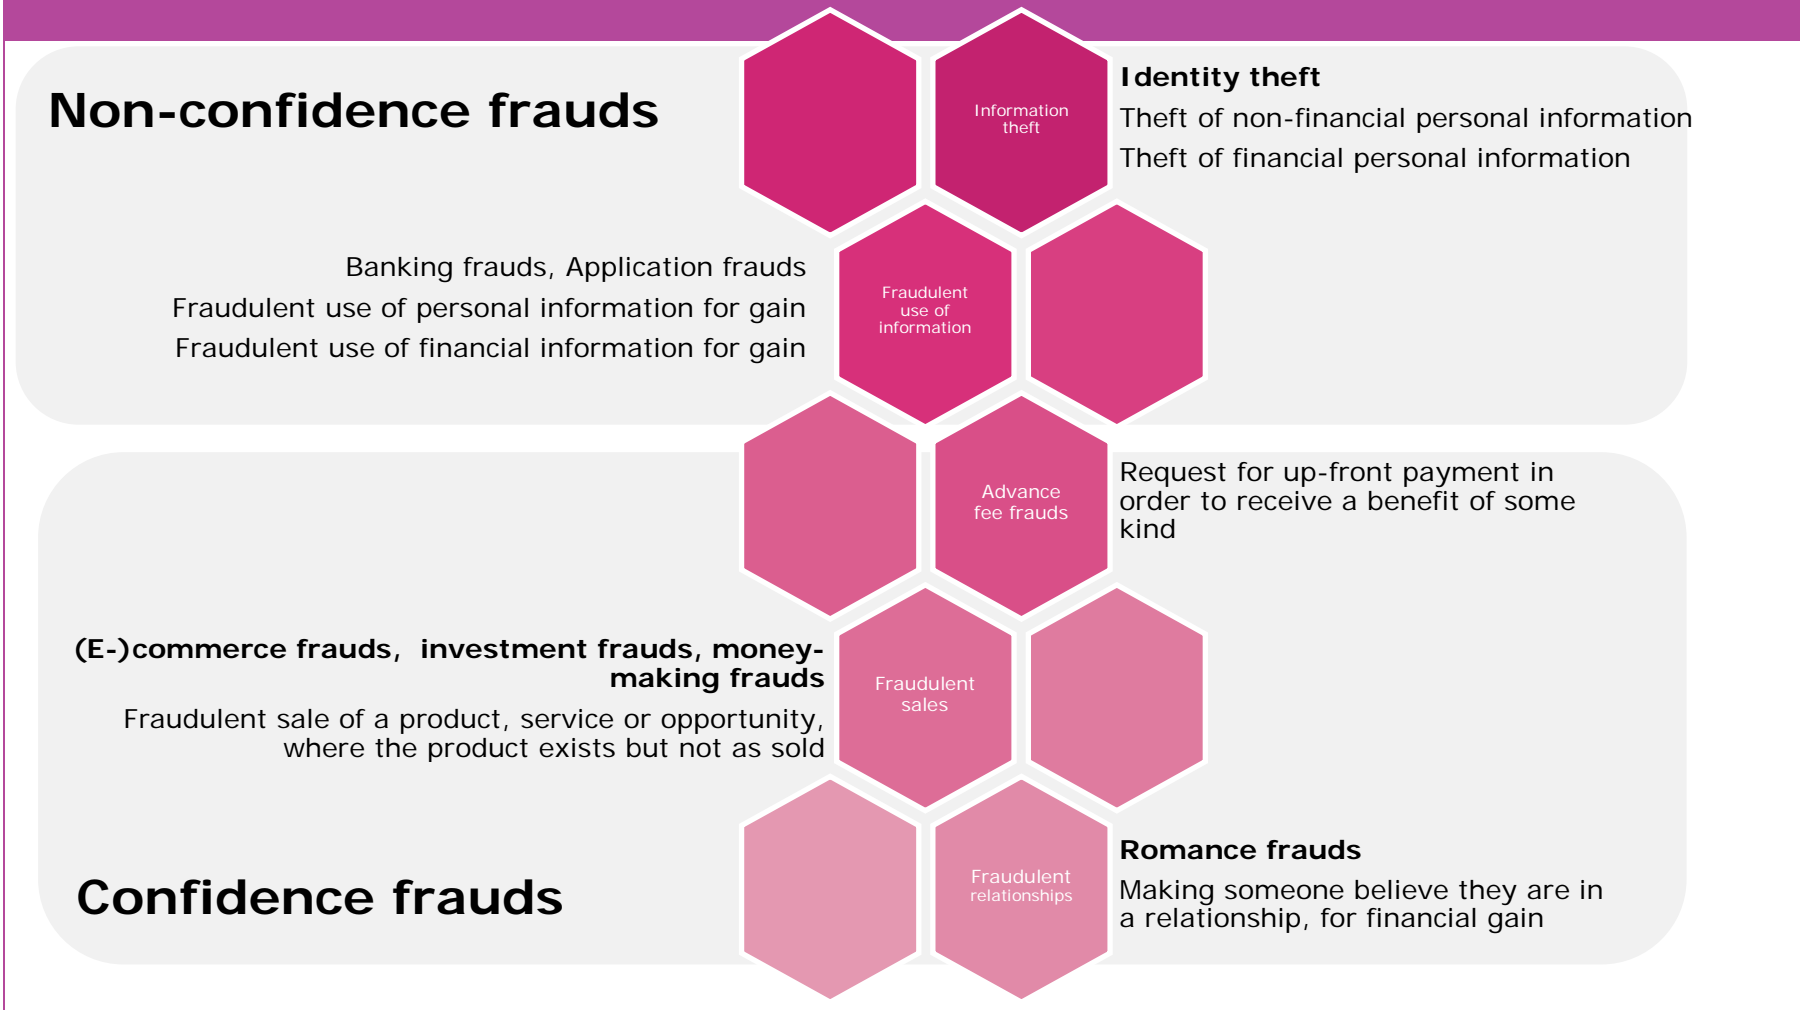 Non-confidence frauds
Information
theft
Identity theft
Theft of non-financial personal information
Theft of financial personal information
Banking frauds, Application frauds
Fraudulent use of personal information for gain
Fraudulent use of financial information for gain
Fraudulent
use of
information
Advance
fee frauds
Request for up-front payment in
order to receive a benefit of some
kind
(E-)commerce frauds, investment frauds, money-
making frauds
Fraudulent sale of a product, service or opportunity,
where the product exists but not as sold
Fraudulent
sales
Confidence frauds
Fraudulent
relationships
Romance frauds
Making someone believe they are in
a relationship, for financial gain